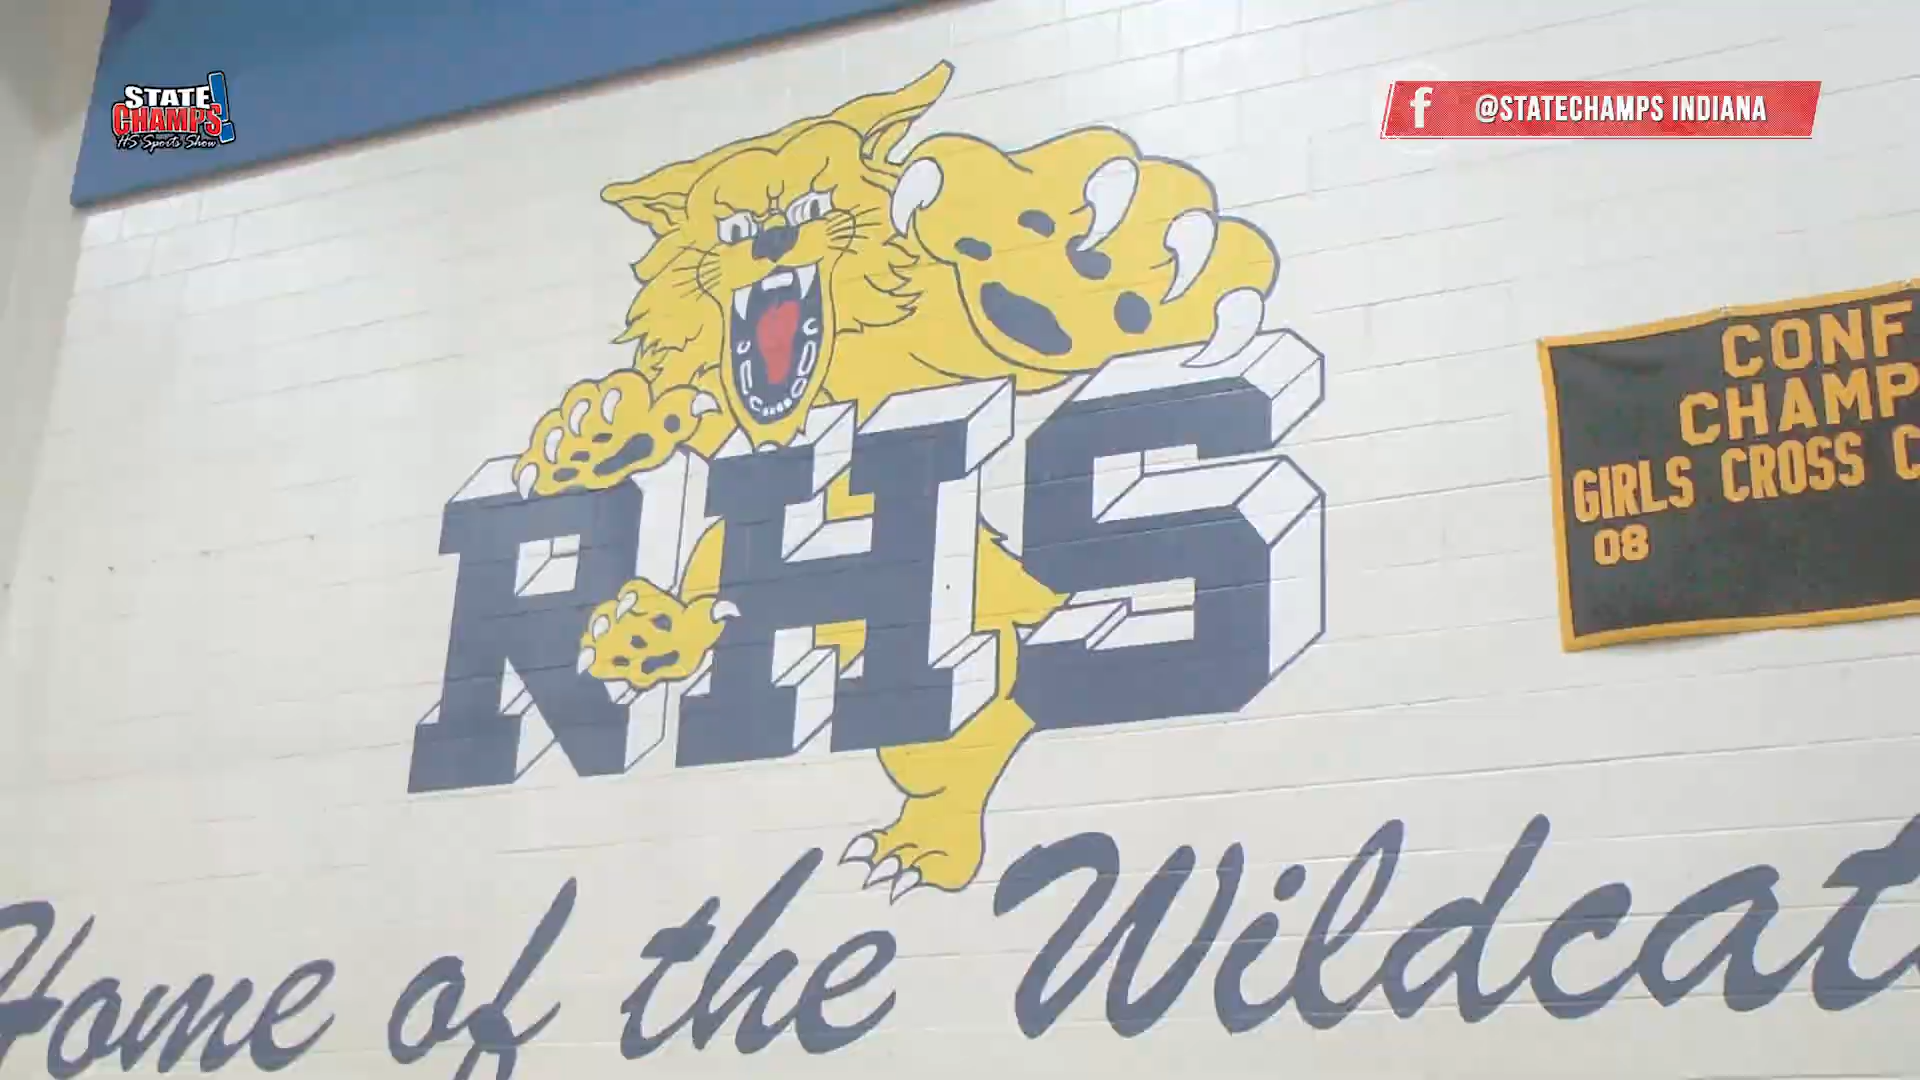 STATE
CHAMPS!
HS Sports Show
f @STATECHAMPS INDIANA
RHS
CONF
CHAMP
GIRLS CROSS C
08
Home of the Wildcat